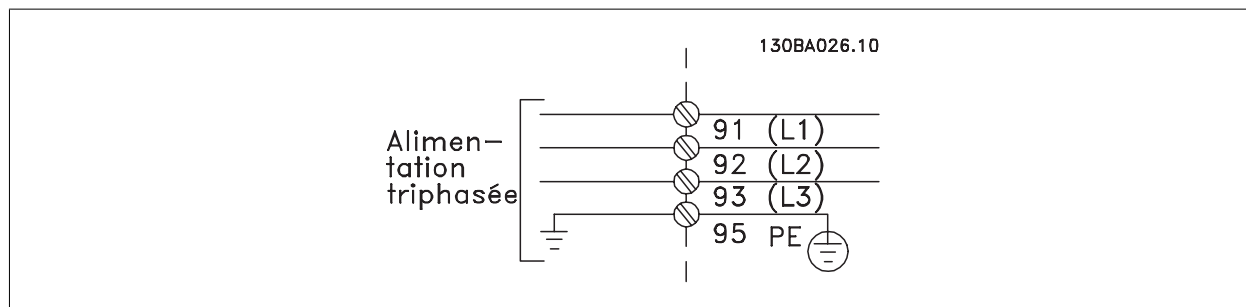 130BA026.10
Alimen-
tation
triphasée
91 (L1)
92 (L2)
93 (L3)
95 PE